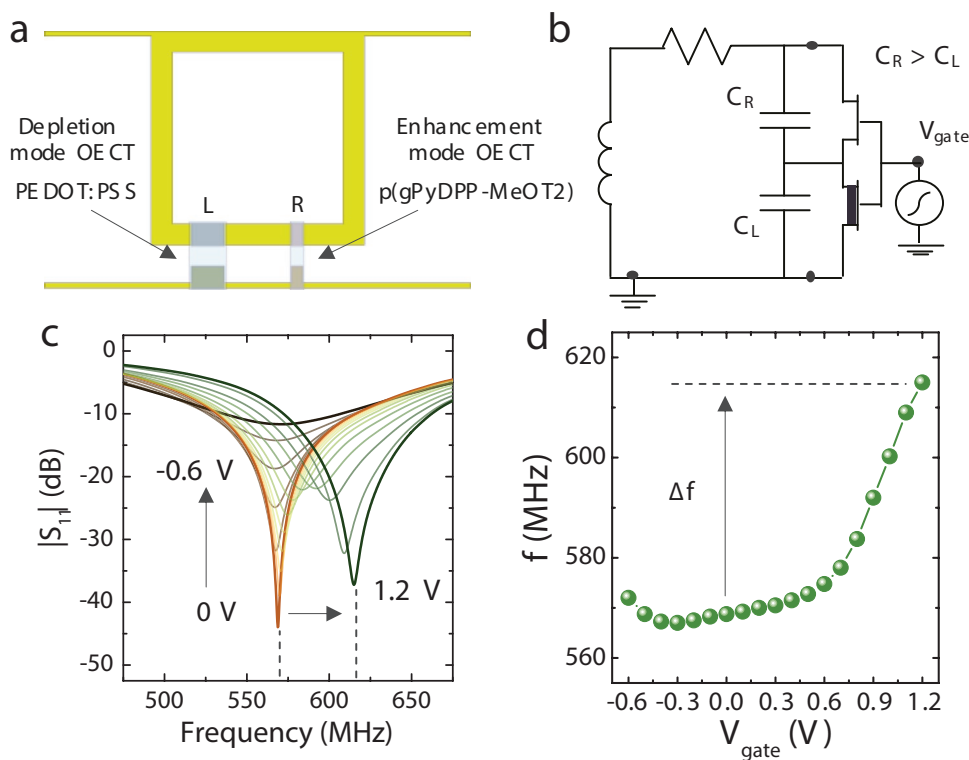 a
Depletion
mode OECT
PEDOT:PSS
L
R
Enhancement
mode OECT
p(gPyDPP-MeOT2)
b
C_R
C_L
C_R > C_L
V_gate
c
0
-10
-20
-30
-40
-50
|S_11| (dB)
-0.6 V
0 V
1.2 V
500
550
600
650
Frequency (MHz)
d
620
600
580
560
f (MHz)
Δf
-0.6
-0.3
0.0
0.3
0.6
0.9
1.2
V_gate (V)